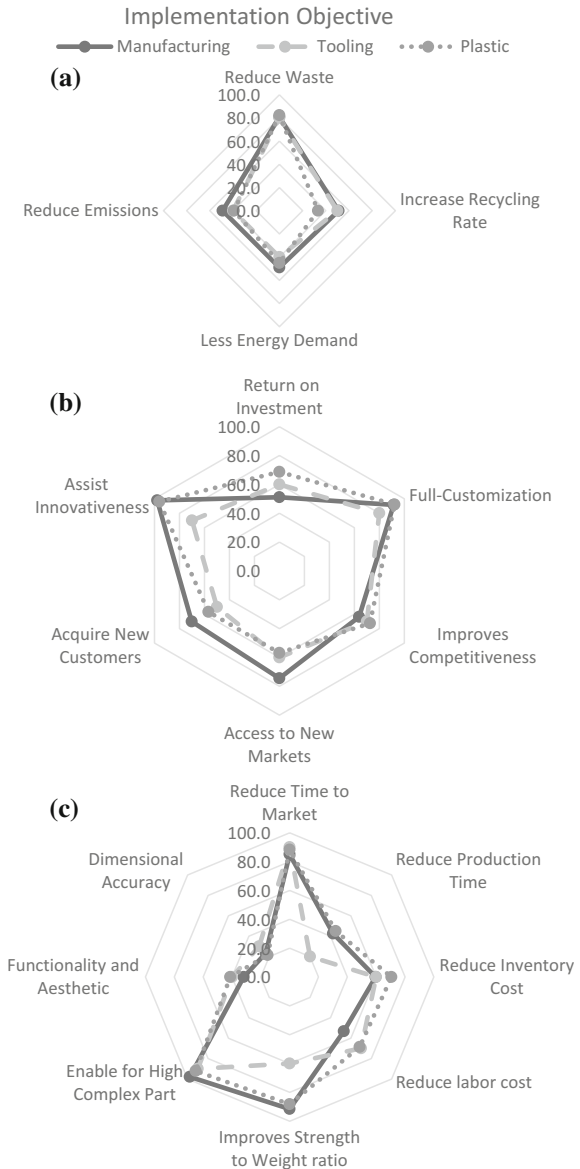 Implementation Objective
Manufacturing Tooling Plastic
(a)
Reduce Waste
100.0
80.0
60.0
40.0
20.0
0.0
Reduce Emissions
Increase Recycling
Rate
Less Energy Demand
(b)
Return on
Investment
100.0
80.0
60.0
40.0
20.0
0.0
Assist
Innovativeness
Full-Customization
Acquire New
Customers
Improves
Competitiveness
Access to New
Markets
(c)
Reduce Time to
Market
100.0
80.0
60.0
40.0
20.0
0.0
Dimensional
Accuracy
Reduce Production
Time
Functionality and
Aesthetic
Reduce Inventory
Cost
Enable for High
Complex Part
Reduce labor cost
Improves Strength
to Weight ratio